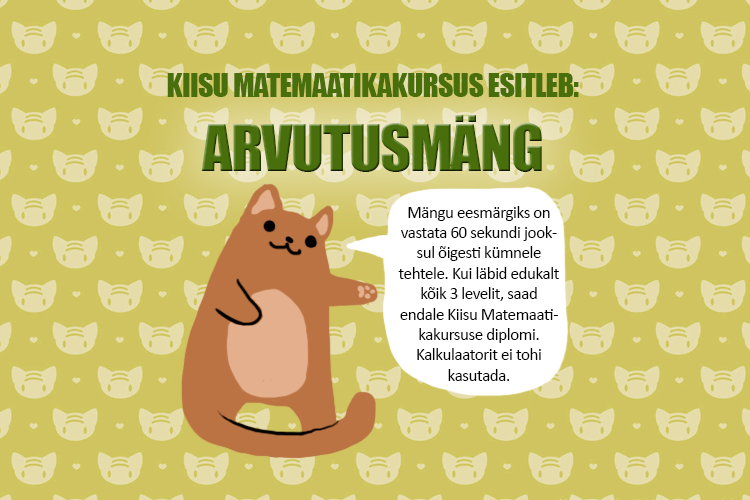 KIISU MATEMAATIKAKURSUS ESITLEB:
ARVUTUSMÄNG
Mängu eesmärgiks on
vastata 60 sekundi jook-
sul õigesti kümnele
tehtele. Kui läbid edukalt
kõik 3 levelit, saad
endale Kiisu Matemaati-
kakursuse diplomi.
Kalkulaatorit ei tohi
kasutada.